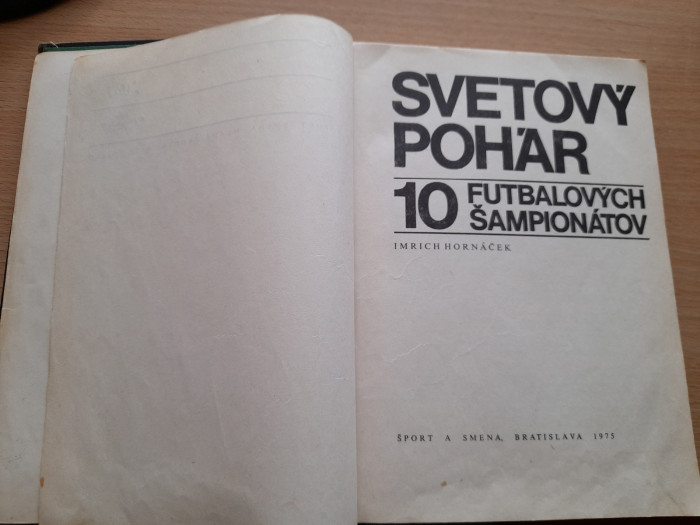 SVETOVÝ
POHÁR
10 FUTBALOVÝCH
ŠAMPIONÁTOV
IMRICH HORNÁČEK
ŠPORT A SMENA, BRATISLAVA 1975